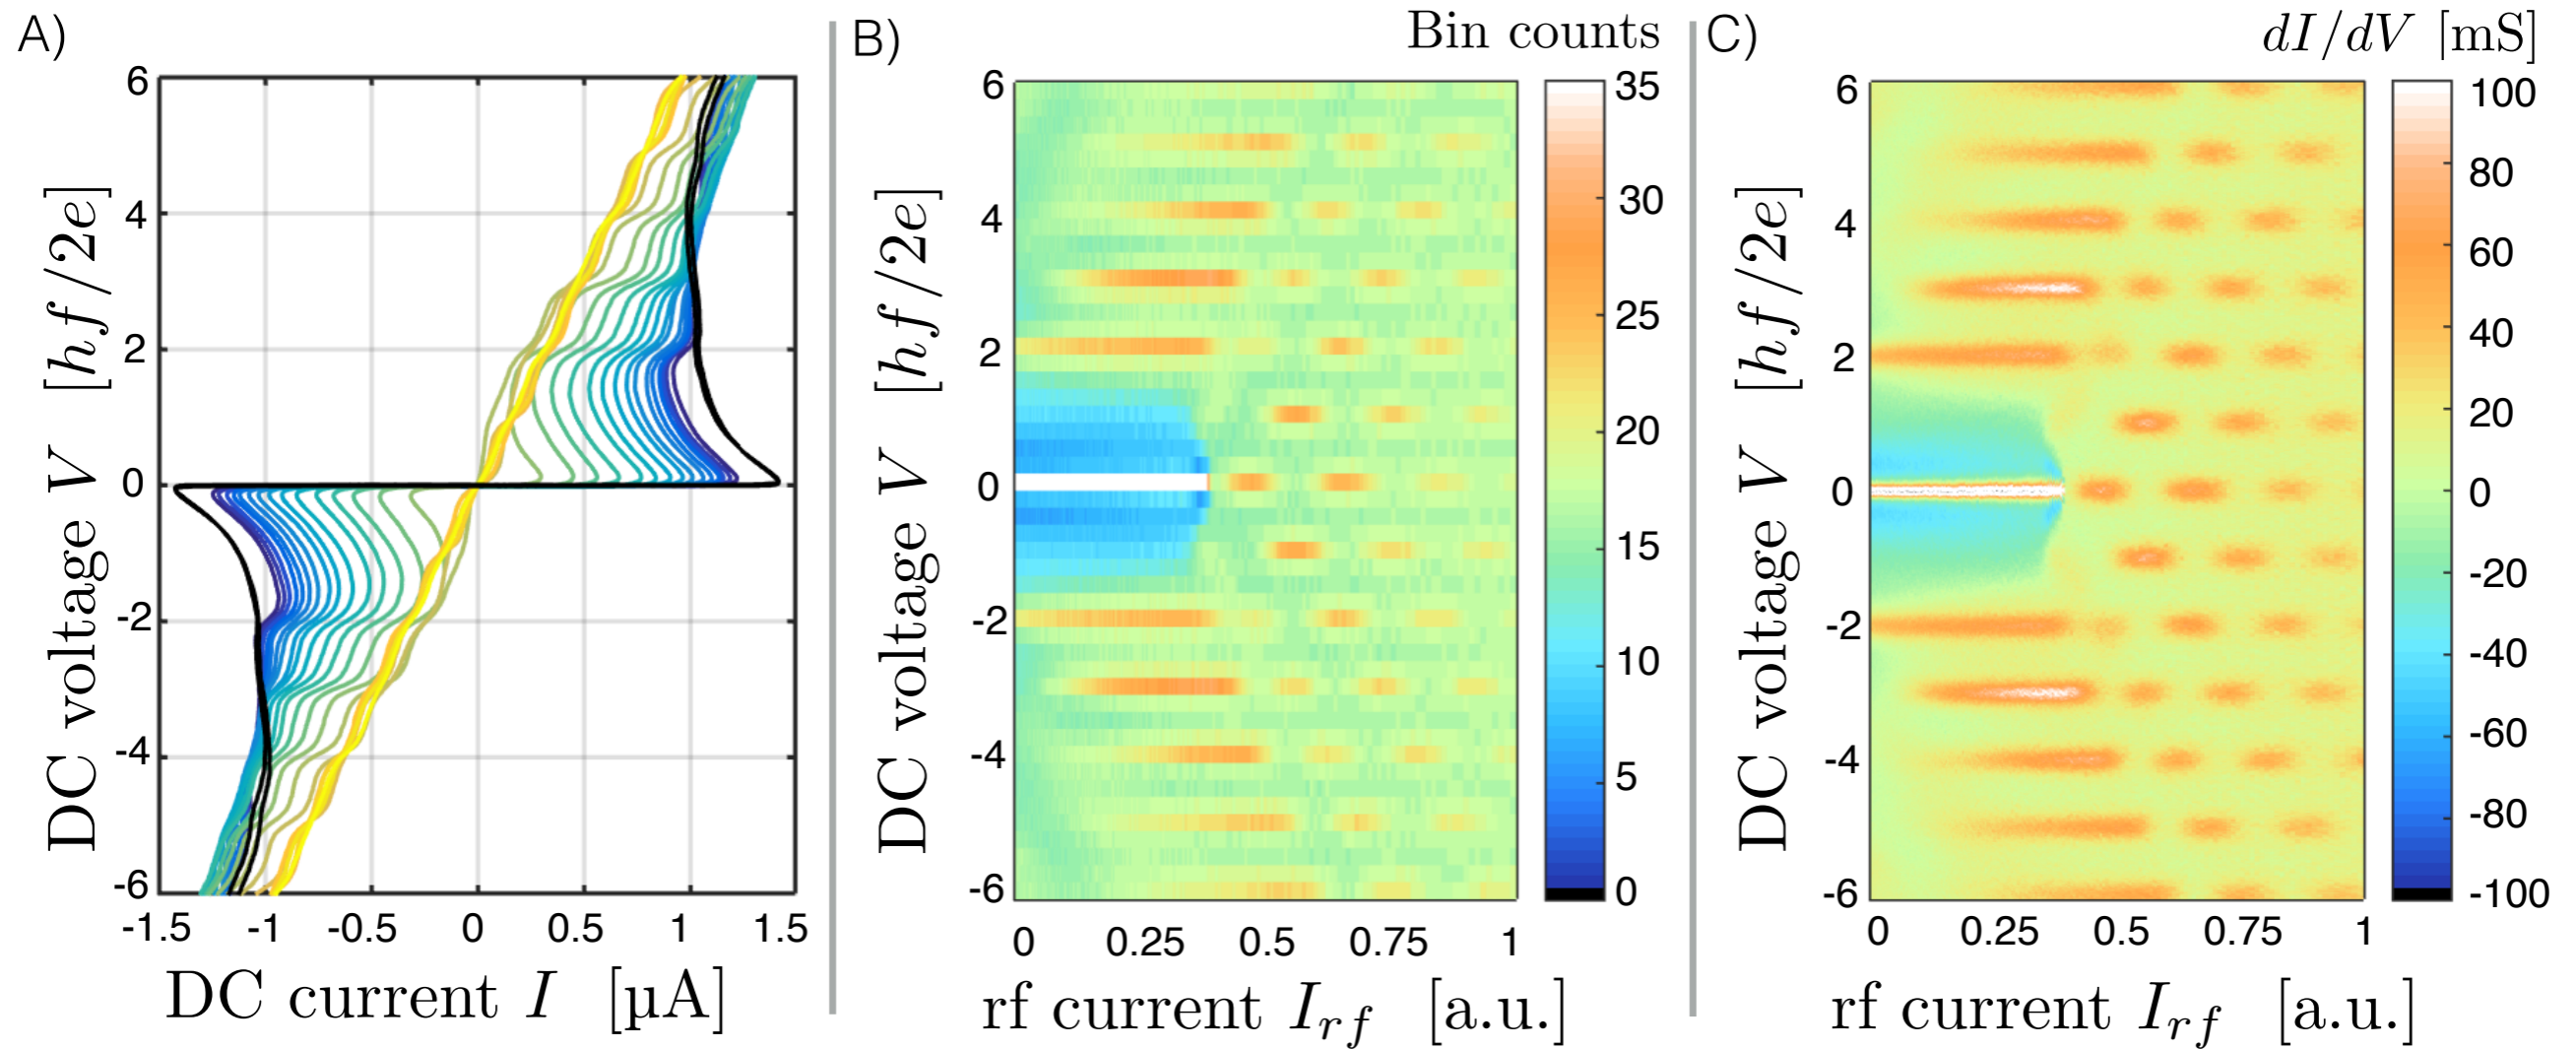 A)
6
4
2
0
-2
-4
-6
-1.5 -1 -0.5 0 0.5 1 1.5
DC voltage V [hf/2e]
DC current I [µA]
B)
Bin counts
6
4
2
0
-2
-4
-6
0 0.25 0.5 0.75 1
DC voltage V [hf/2e]
rf current I_rf [a.u.]
35
30
25
20
15
10
5
0
C)
dI/dV [mS]
6
4
2
0
-2
-4
-6
0 0.25 0.5 0.75 1
DC voltage V [hf/2e]
rf current I_rf [a.u.]
100
80
60
40
20
0
-20
-40
-60
-80
-100